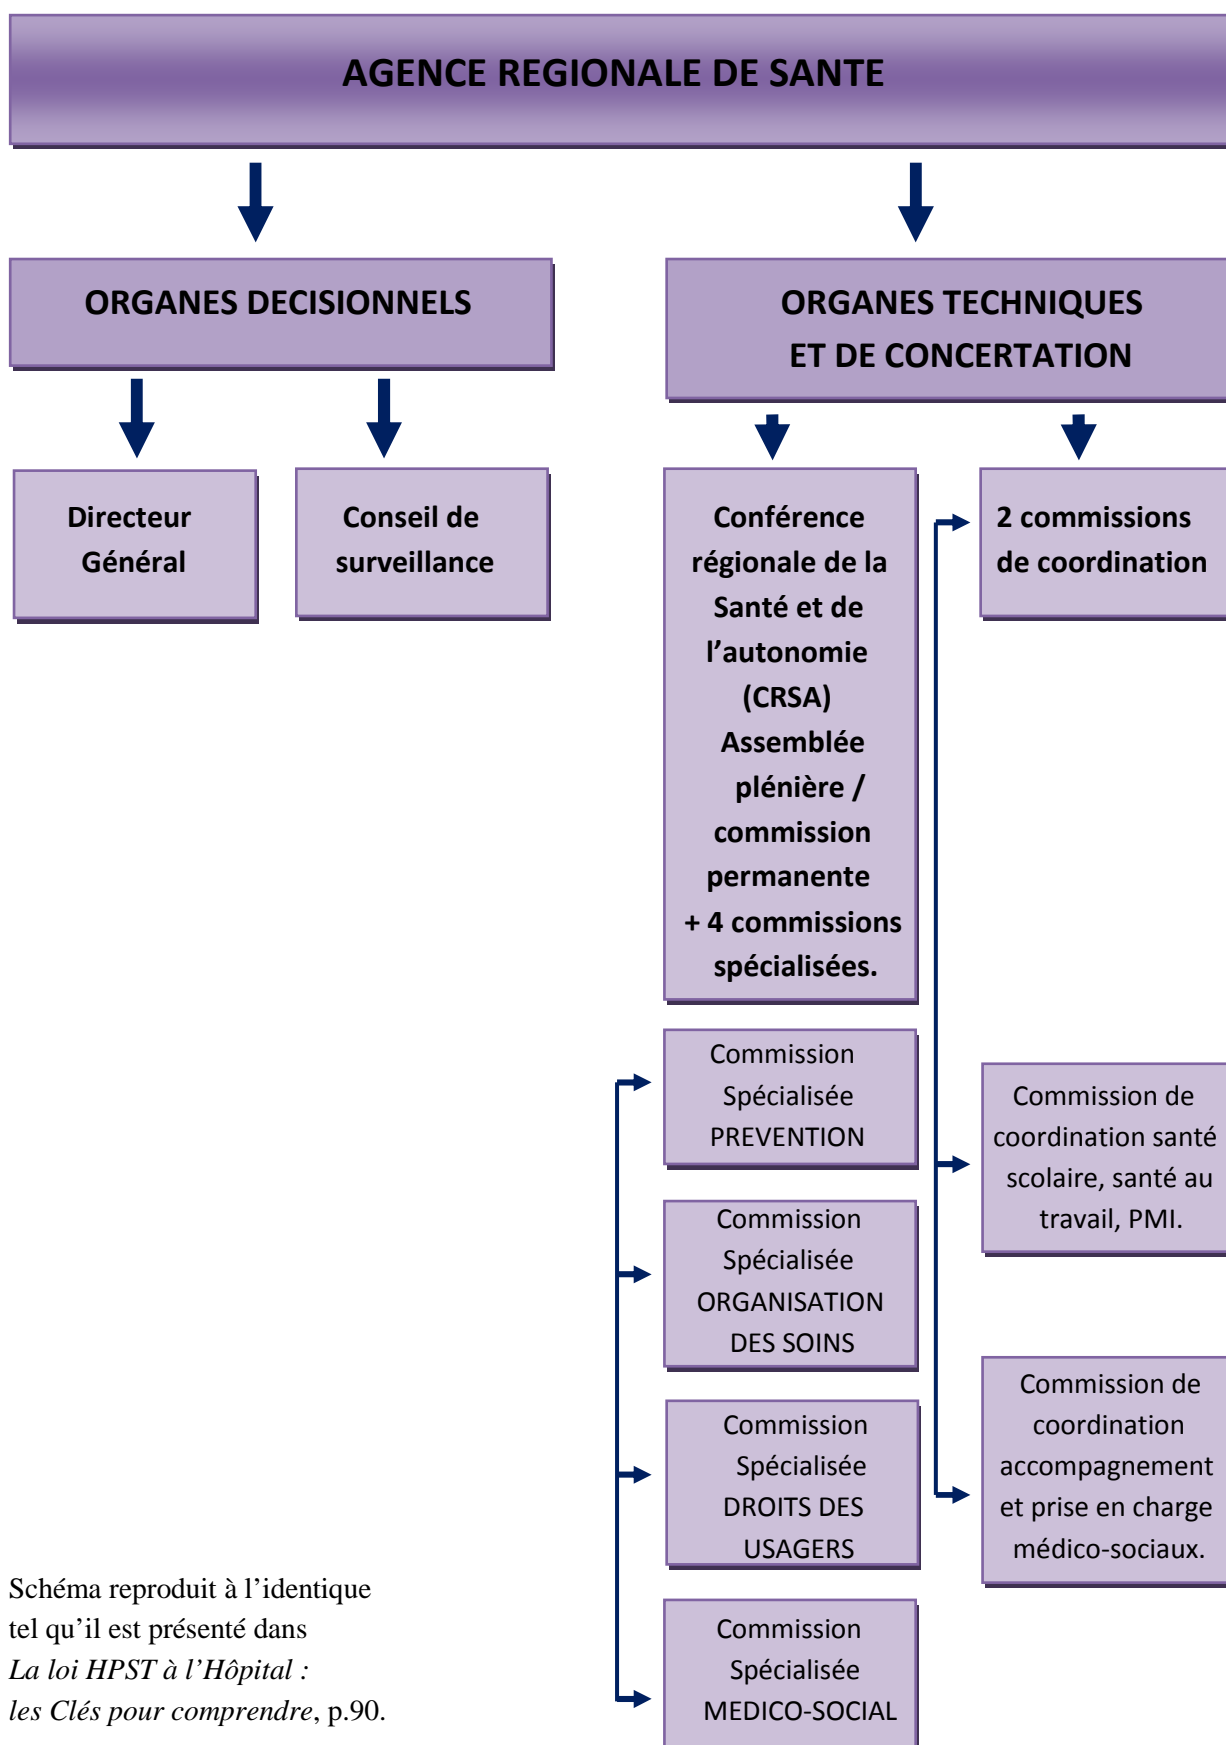 AGENCE REGIONALE DE SANTE
ORGANES DECISIONNELS
ORGANES TECHNIQUES
ET DE CONCERTATION
Directeur
Général
Conseil de
surveillance
Conférence
régionale de la
Santé et de
l’autonomie
(CRSA)
Assemblée
plénière /
commission
permanente
+ 4 commissions
spécialisées.
2 commissions
de coordination
Commission
Spécialisée
PREVENTION
Commission
Spécialisée
ORGANISATION
DES SOINS
Commission
Spécialisée
DROITS DES
USAGERS
Commission
Spécialisée
MEDICO-SOCIAL
Commission de
coordination santé
scolaire, santé au
travail, PMI.
Commission de
coordination
accompagnement
et prise en charge
médico-sociaux.
Schéma reproduit à l’identique
tel qu’il est présenté dans
La loi HPST à l’Hôpital :
les Clés pour comprendre, p.90.